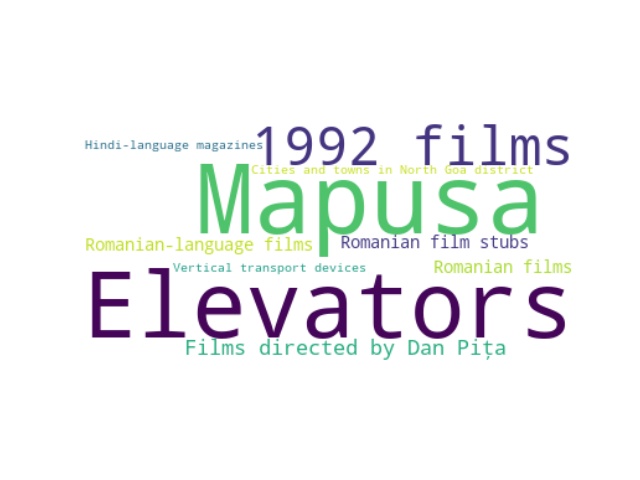 1992 films
Hindi-language magazines
Cities and towns in North Goa district
Mapusa
Romanian-language films
Romanian film stubs
Vertical transport devices
Romanian films
Elevators
Films directed by Dan Pița